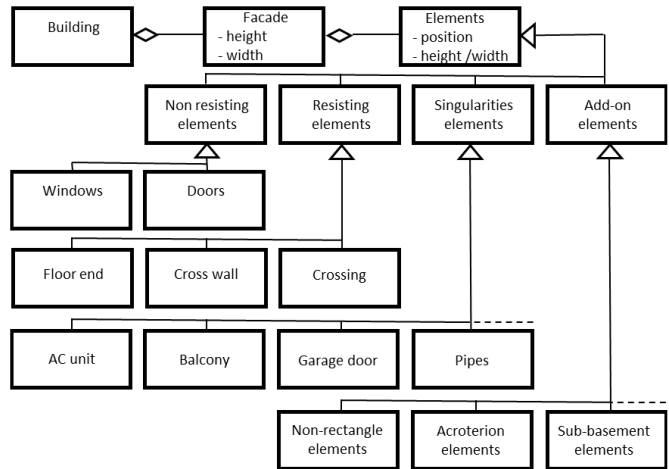 Building
Facade
- height
- width
Elements
- position
- height /width
Non resisting
elements
Resisting
elements
Singularities
elements
Add-on
elements
Windows
Doors
Floor end
Cross wall
Crossing
AC unit
Balcony
Garage door
Pipes
Non-rectangle
elements
Acroterion
elements
Sub-basement
elements